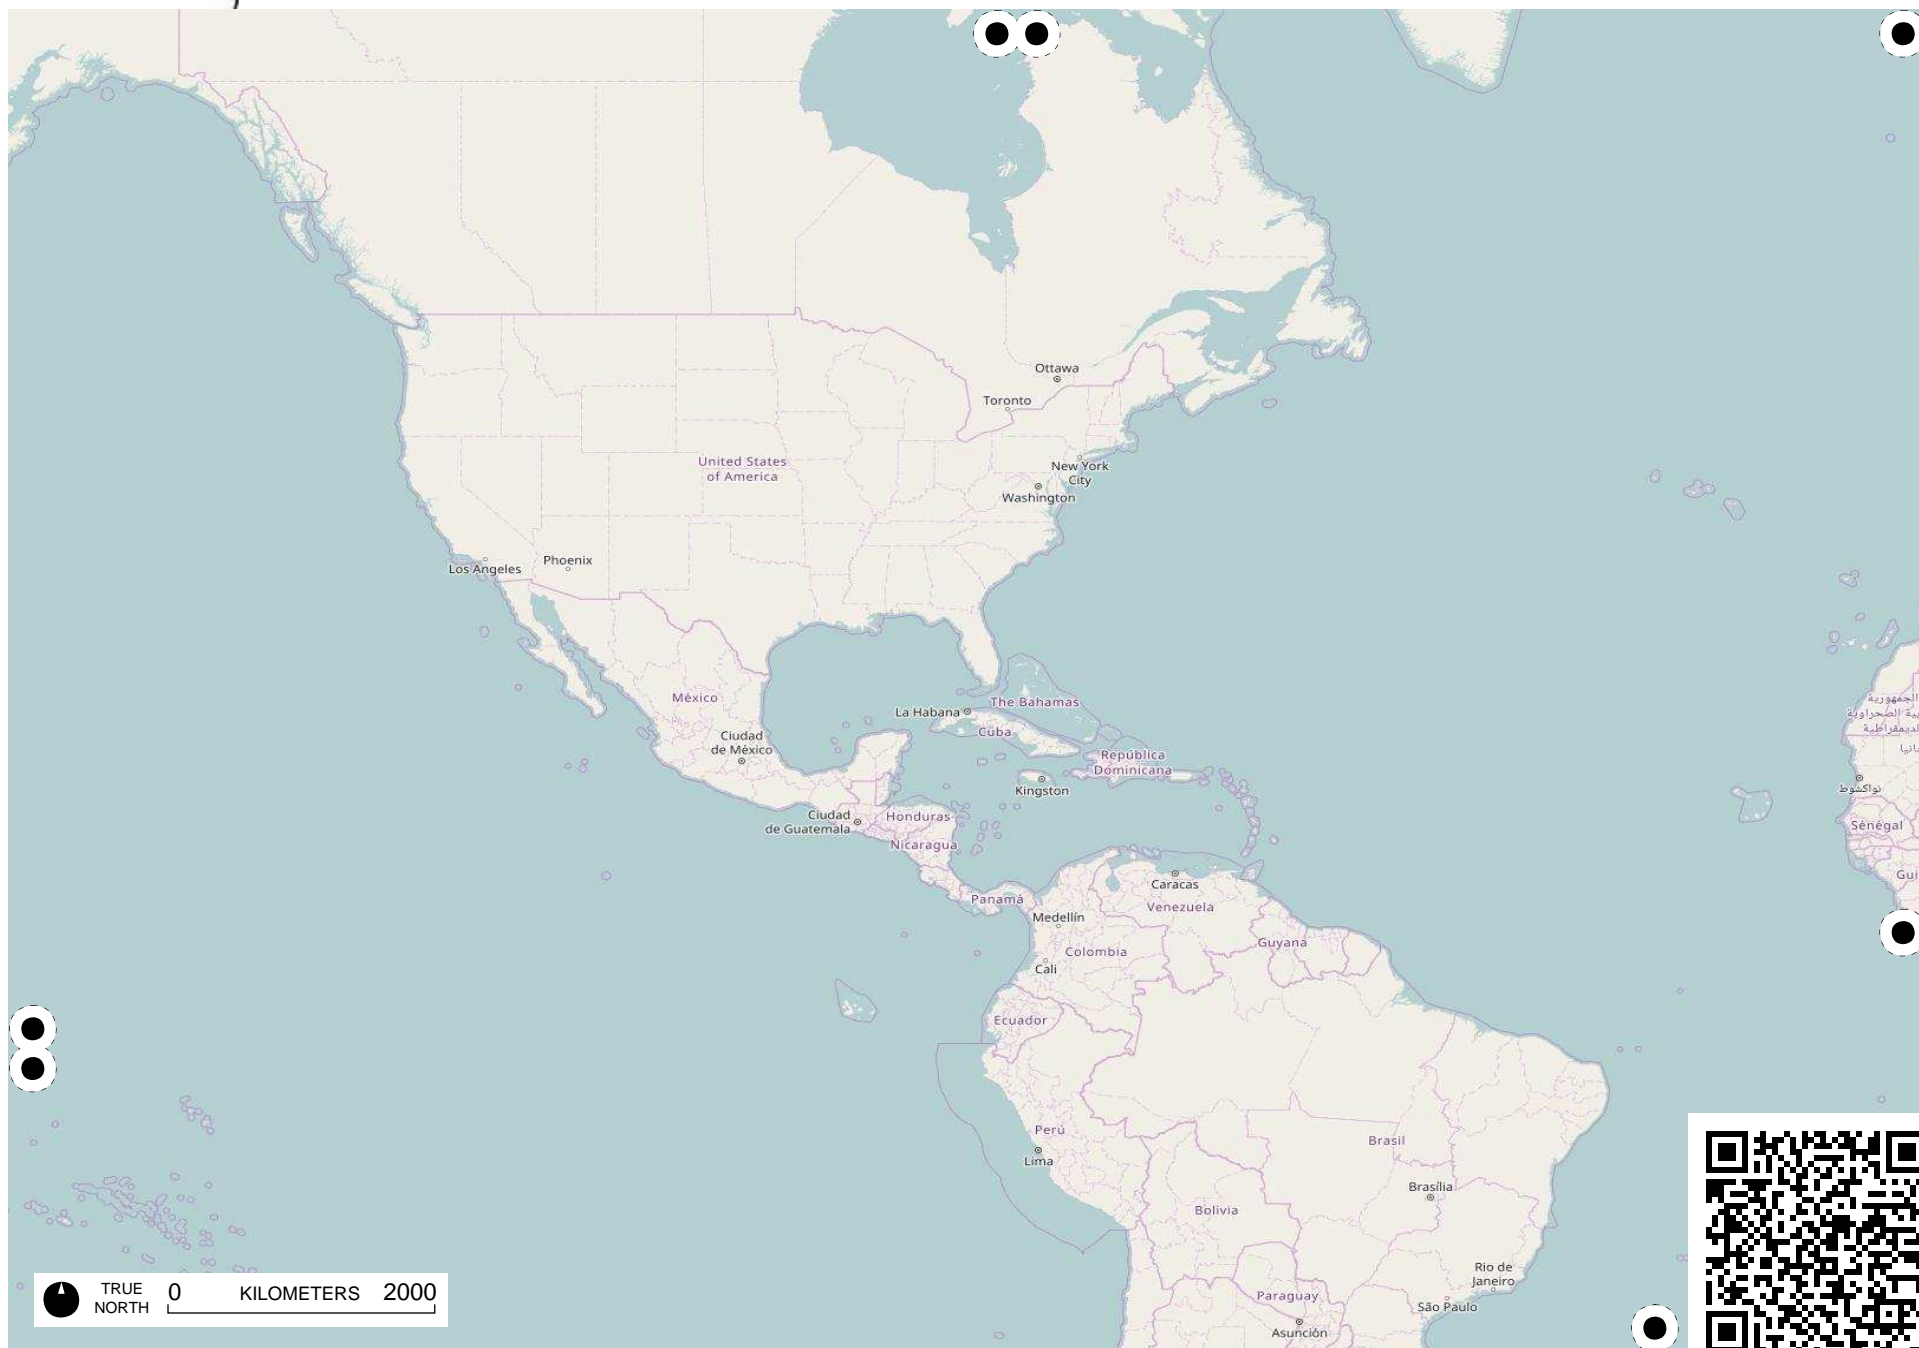 Ottawa
Toronto
United States
of America
New York
City
Washington
Los Angeles
Phoenix
México
La Habana
The Bahamas
Cuba
Ciudad
de México
República
Dominicana
Kingston
نواكشوط
Ciudad
de Guatemala
Honduras
Nicaragua
Sénégal
Caracas
Venezuela
Panamá
Medellín
Guyana
Colombia
Cali
Ecuador
Perú
Lima
Brasil
Brasília
Bolivia
Rio de
Janeiro
São Paulo
Paraguay
Asunción
TRUE
NORTH
0 KILOMETERS 2000